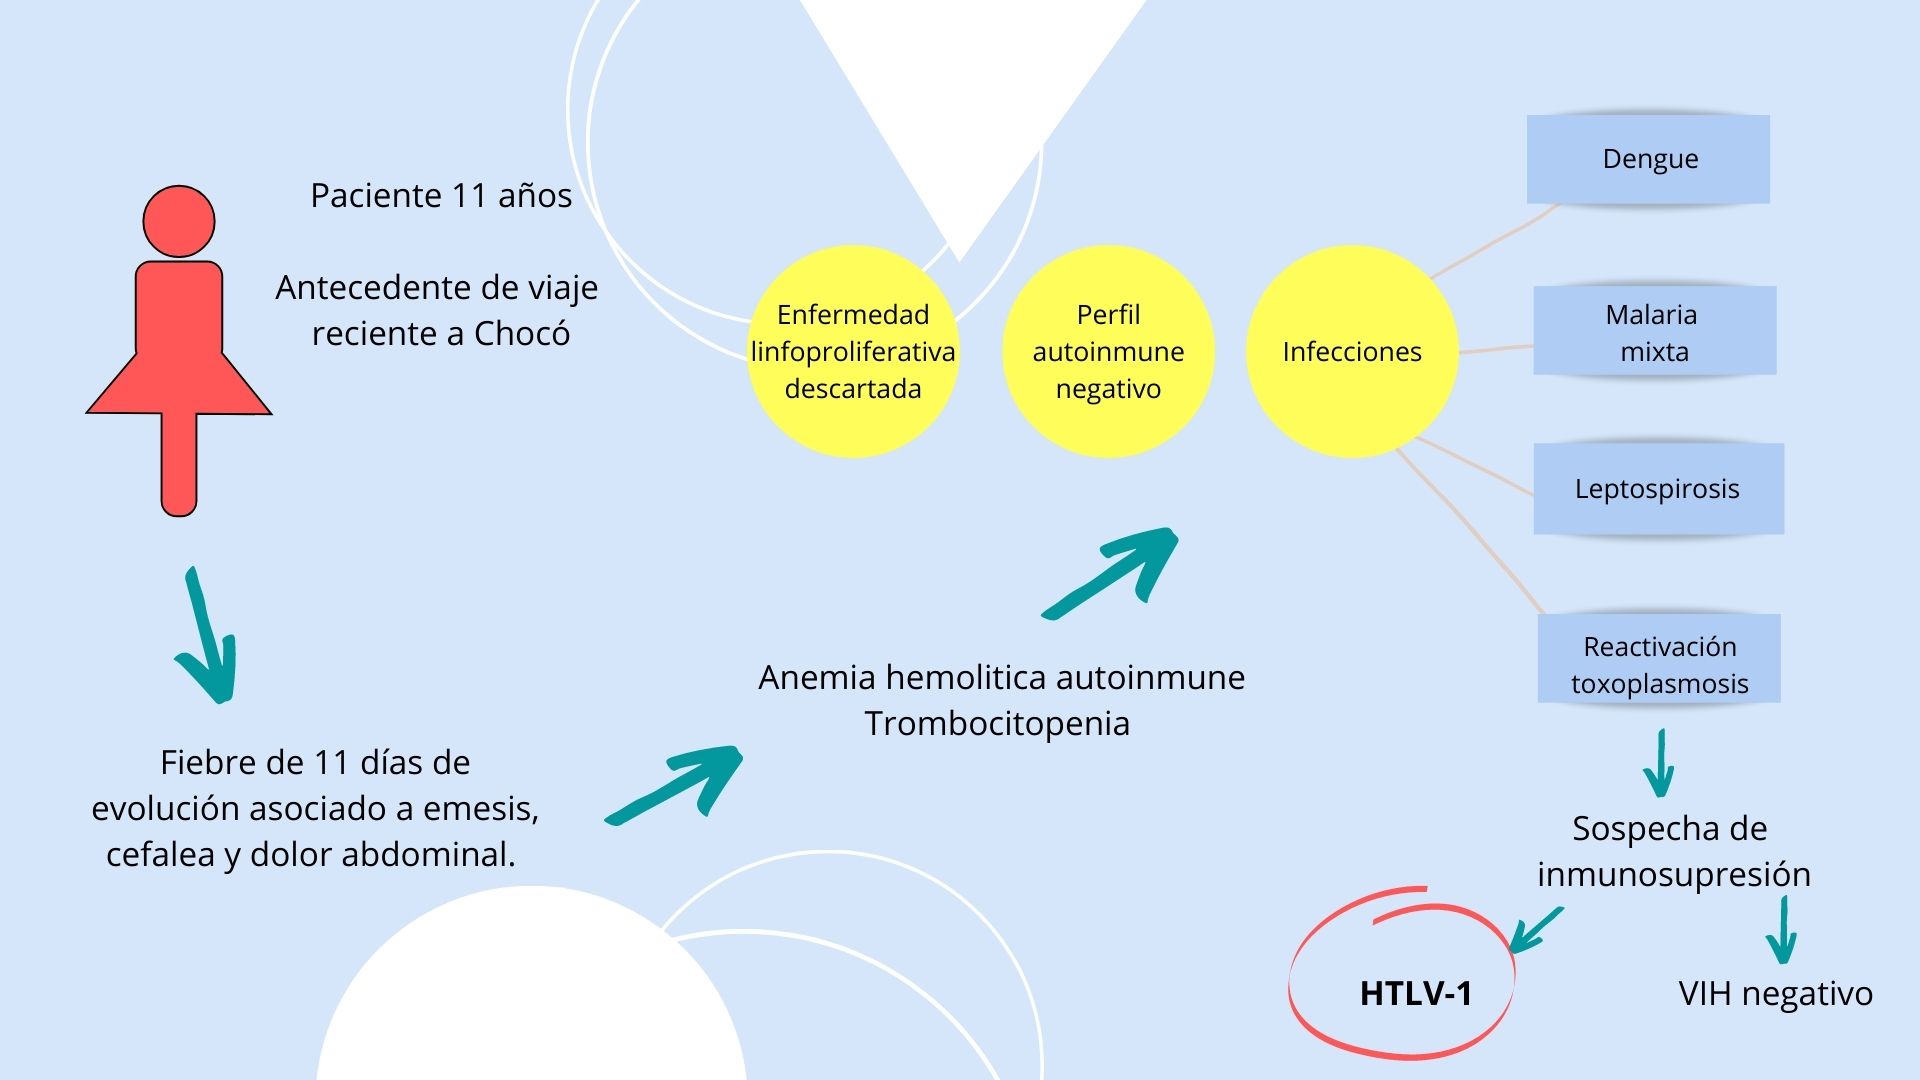 Paciente 11 años
Antecedente de viaje
reciente a Chocó
Fiebre de 11 días de
evolución asociado a emesis,
cefalea y dolor abdominal.
Anemia hemolitica autoinmune
Trombocitopenia
Enfermedad
linfoproliferativa
descartada
Perfil
autoinmune
negativo
Infecciones
Dengue
Malaria
mixta
Leptospirosis
Reactivación
toxoplasmosis
Sospecha de
inmunosupresión
HTLV-1
VIH negativo